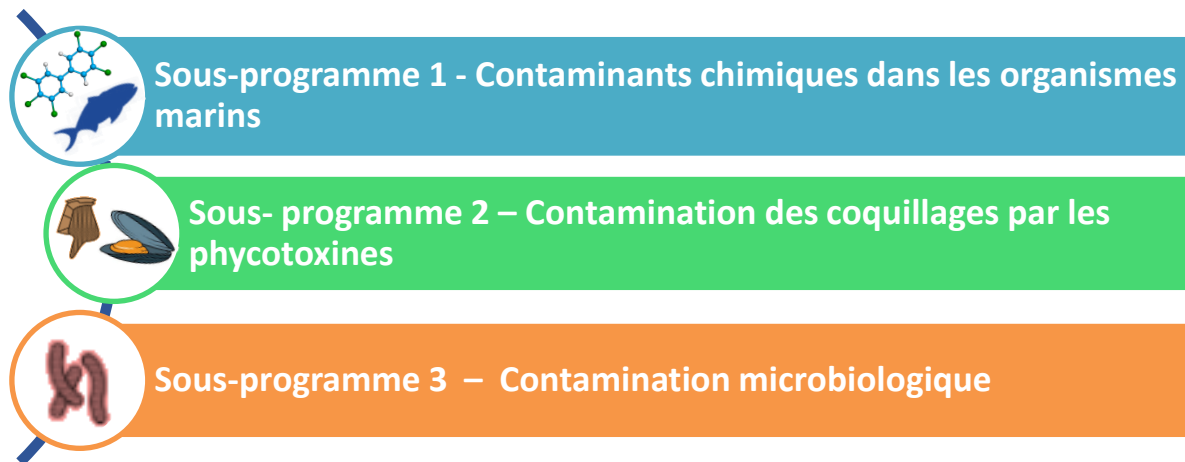 Sous-programme 1 - Contaminants chimiques dans les organismes
marins
Sous- programme 2 – Contamination des coquillages par les
phycotoxines
Sous-programme 3 – Contamination microbiologique